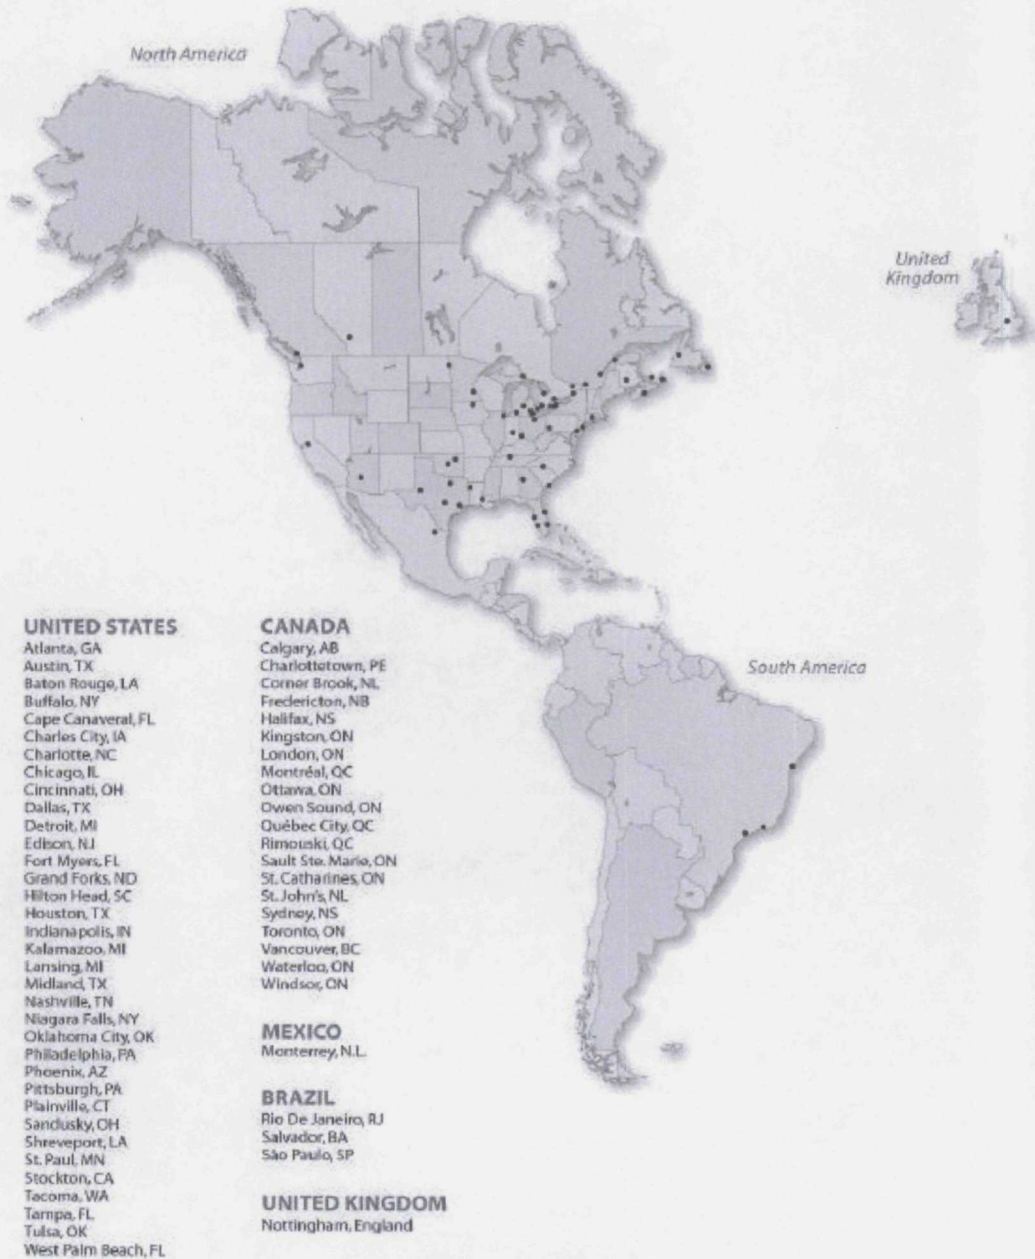 North America
United
Kingdom
South America
UNITED STATES
Atlanta, GA
Austin, TX
Baton Rouge, LA
Buffalo, NY
Cape Canaveral, FL
Charles City, IA
Charlotte, NC
Chicago, IL
Cincinnati, OH
Dallas, TX
Detroit, MI
Edison, NJ
Fort Myers, FL
Grand Forks, ND
Hilton Head, SC
Houston, TX
Indianapolis, IN
Kalamazoo, MI
Lansing, MI
Midland, TX
Nashville, TN
Niagara Falls, NY
Oklahoma City, OK
Philadelphia, PA
Phoenix, AZ
Pittsburgh, PA
Plainville, CT
Sandusky, OH
Shreveport, LA
St. Paul, MN
Stockton, CA
Tacoma, WA
Tampa, FL
Tulsa, OK
West Palm Beach, FL
CANADA
Calgary, AB
Charlottetown, PE
Corner Brook, NL
Fredericton, NB
Halifax, NS
Kingston, ON
London, ON
Montréal, QC
Ottawa, ON
Owen Sound, ON
Québec City, QC
Rimouski, QC
Sault Ste. Marie, ON
St. Catharines, ON
St. John's, NL
Sydney, NS
Toronto, ON
Vancouver, BC
Waterloo, ON
Windsor, ON
MEXICO
Monterrey, N.L.
BRAZIL
Rio De Janeiro, RJ
Salvador, BA
São Paulo, SP
UNITED KINGDOM
Nottingham, England